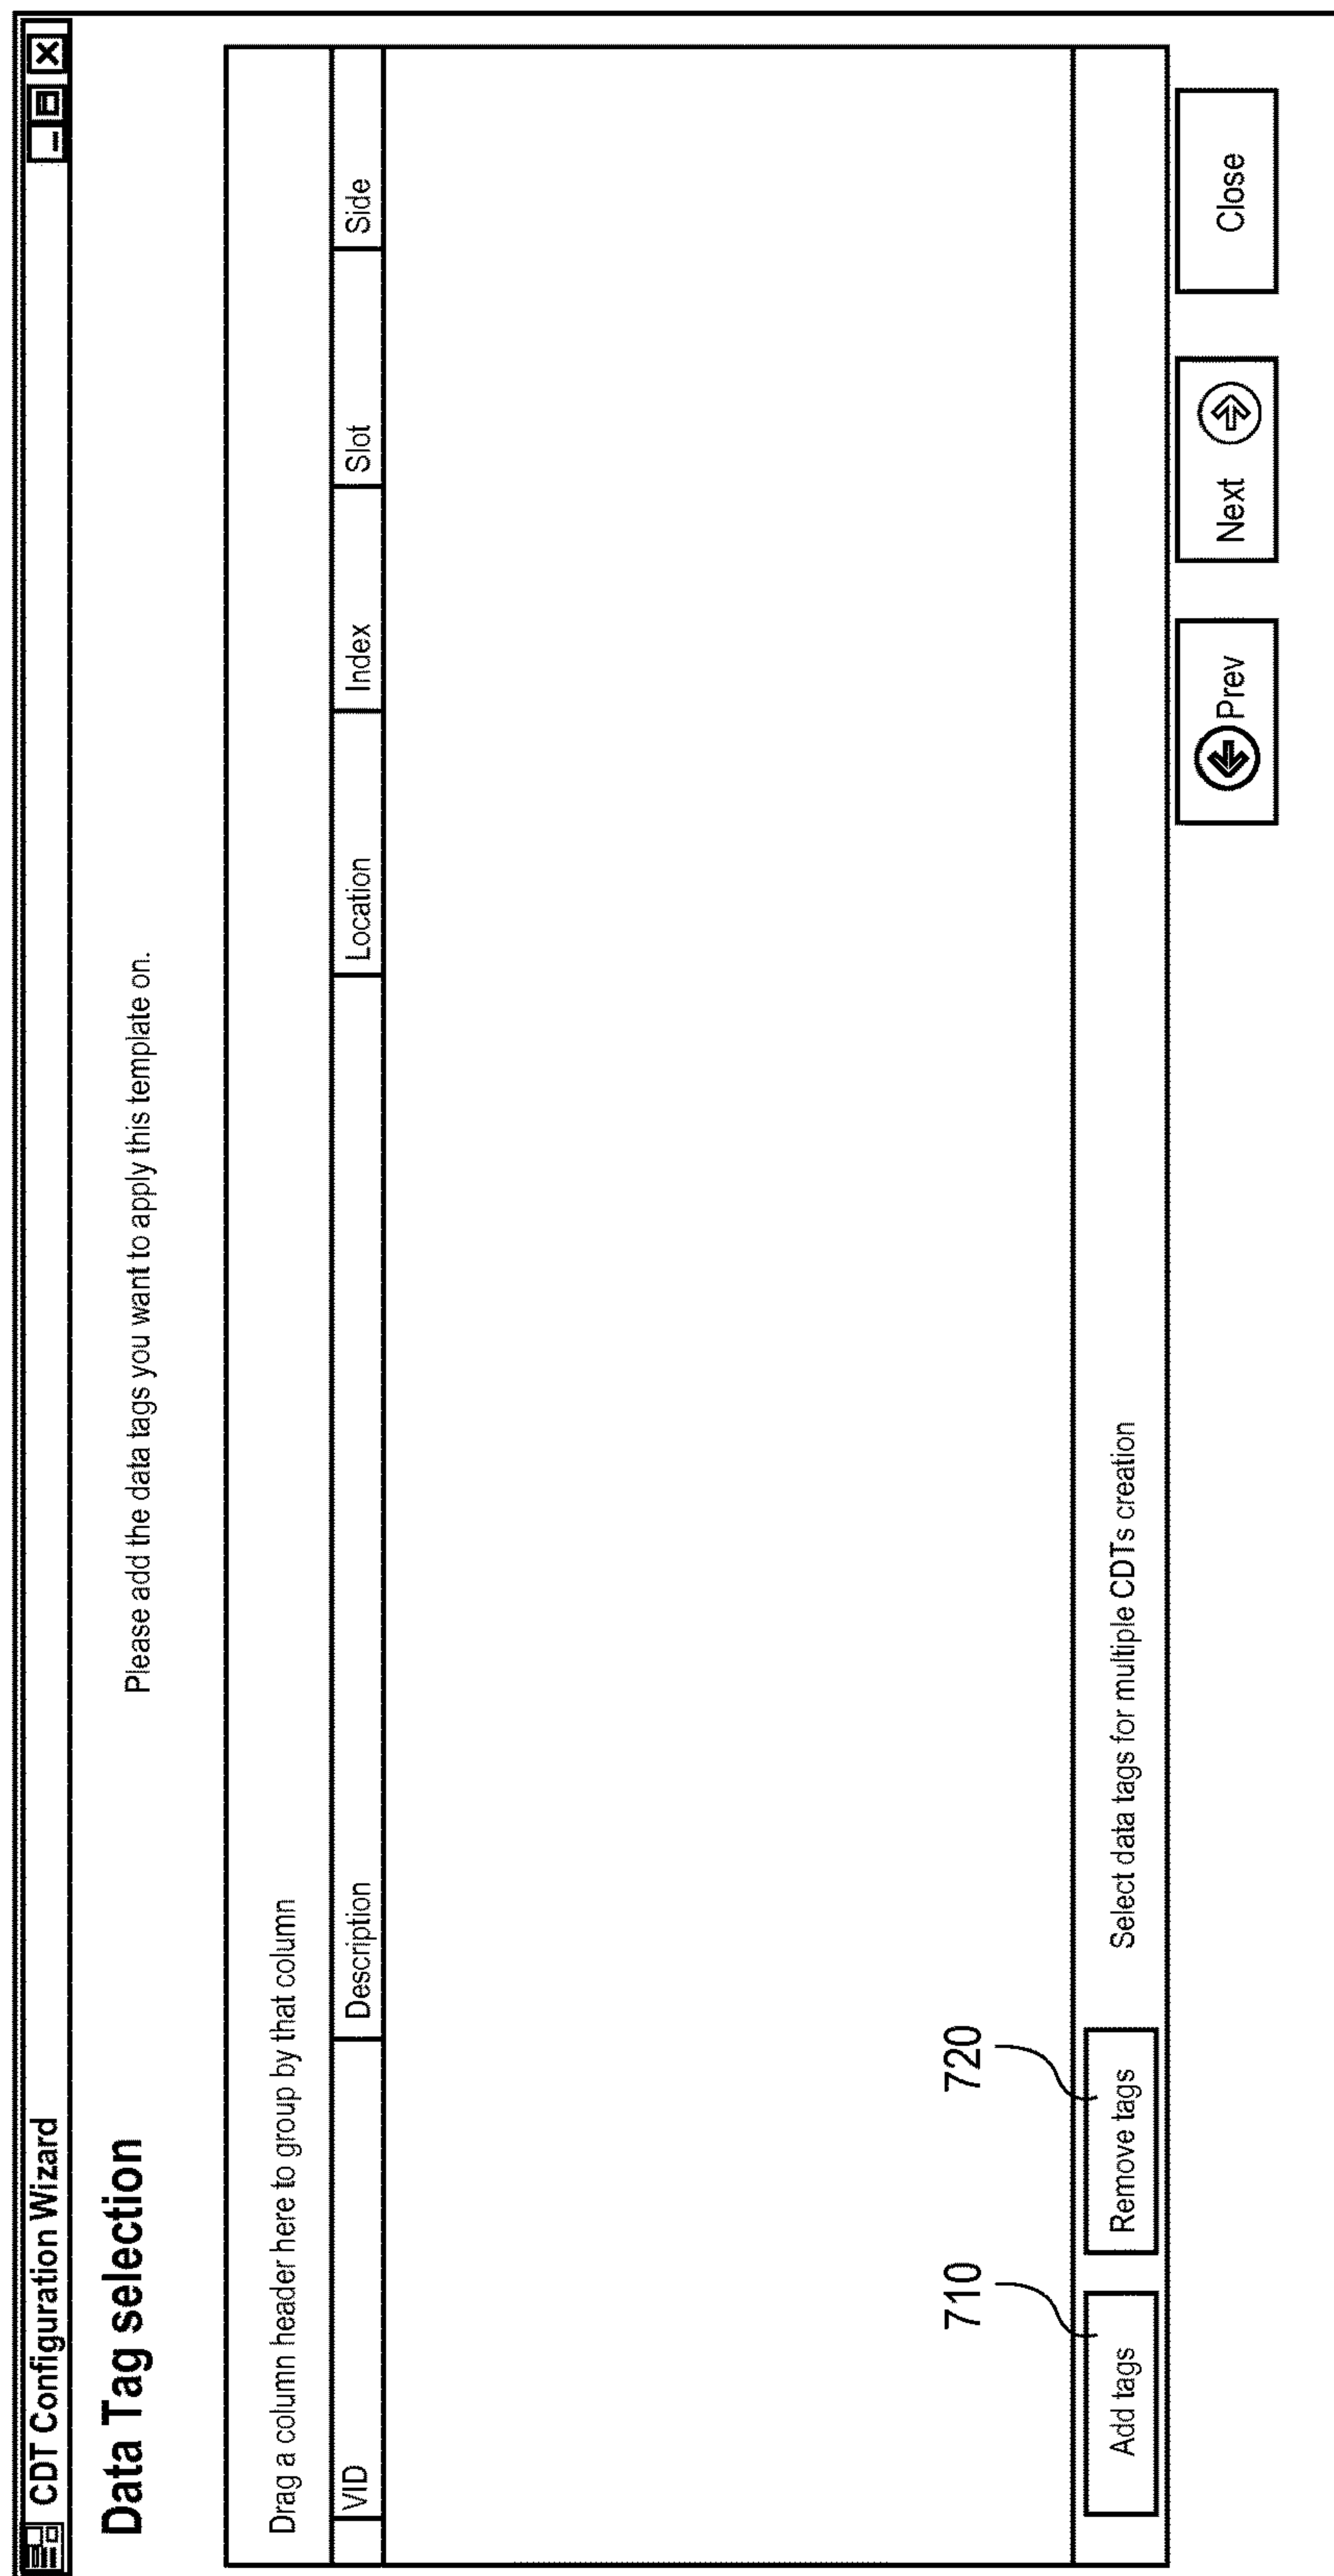 CDT Configuration Wizard
Data Tag selection
Please add the data tags you want to apply this template on.
Drag a column header here to group by that column
VID Description Location Index Slot Side
710 720
Add tags Remove tags Select data tags for multiple CDTs creation
Prev Next Close